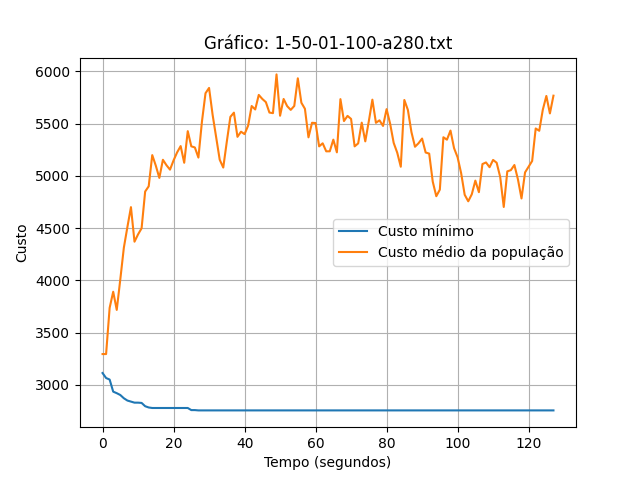 Gráfico: 1-50-01-100-a280.txt
6000
5500
5000
4500
4000
3500
3000
Custo
Custo mínimo
Custo médio da população
0 20 40 60 80 100 120
Tempo (segundos)